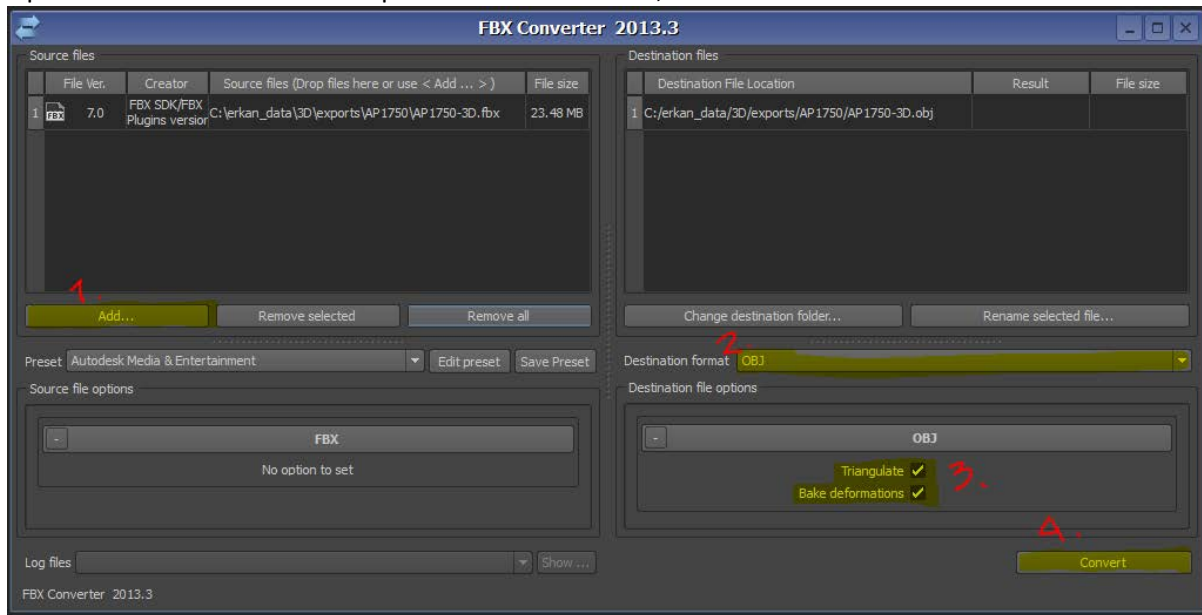 FBX Converter 2013.3
Source files
File Ver. Creator Source files (Drop files here or use < Add ... > ) File size
1 FBX 7.0 FBX SDK/FBX Plugins version C:\erkan_data\3D\exports\AP1750\AP1750-3D.fbx 23.48 MB
1.
Add... Remove selected Remove all
Preset Autodesk Media & Entertainment Edit preset Save Preset
Source file options
- FBX
No option to set
Log files Show ...
FBX Converter 2013.3
Destination files
Destination File Location Result File size
1 C:/erkan_data/3D/exports/AP1750/AP1750-3D.obj
Change destination folder... Rename selected file...
2.
Destination format OBJ
Destination file options
- OBJ
Triangulate
Bake deformations
3.
4.
Convert